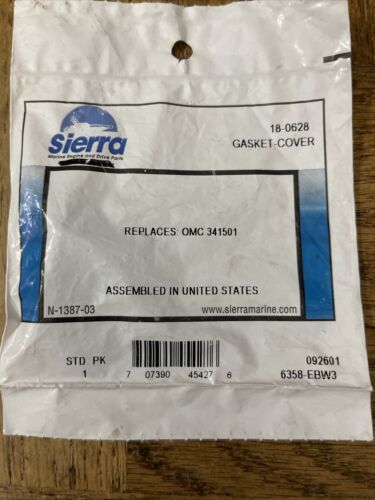 Sierra
Marine Engine and Drive Parts
18-0628
GASKET-COVER
REPLACES: OMC 341501
ASSEMBLED IN UNITED STATES
N-1387-03
www.sierramarine.com
STD PK
1
7 07390 45427 6
092601
6358-EBW3